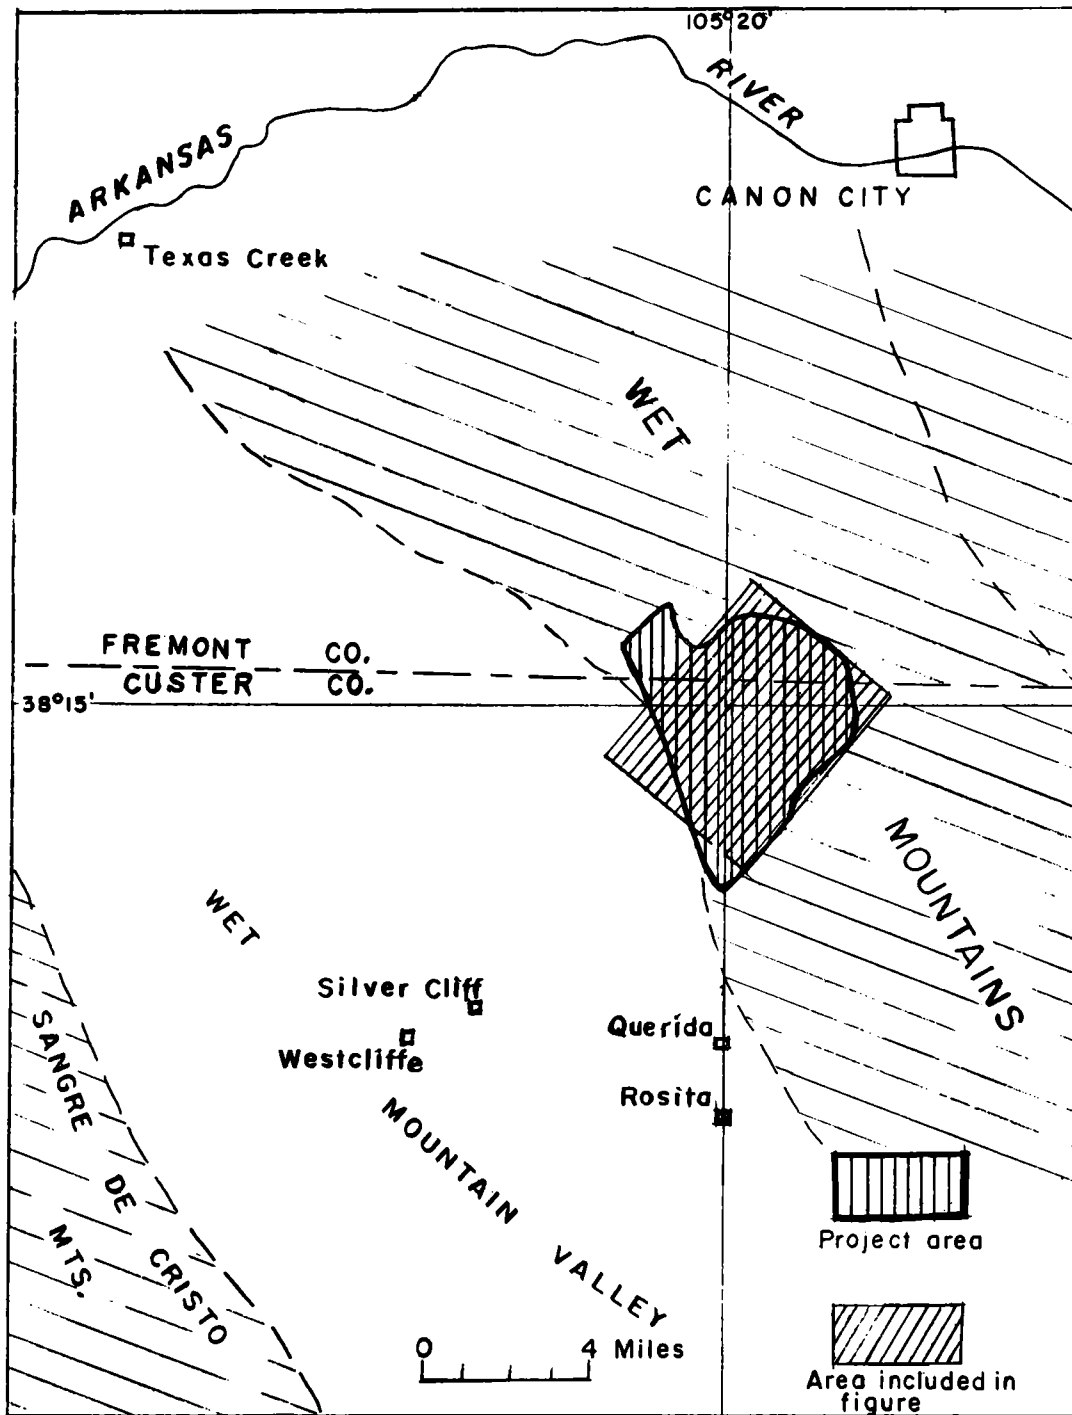 105°20'
ARKANSAS
RIVER
CANON CITY
Texas Creek
WET
FREMONT CO.
CUSTER CO.
38°15'
MOUNTAINS
WET
Silver Cliff
Westcliffe
Querida
Rosita
MOUNTAIN
VALLEY
SANGRE
DE
CRISTO
MTS.
Project area
0 4 Miles
Area included in
figure